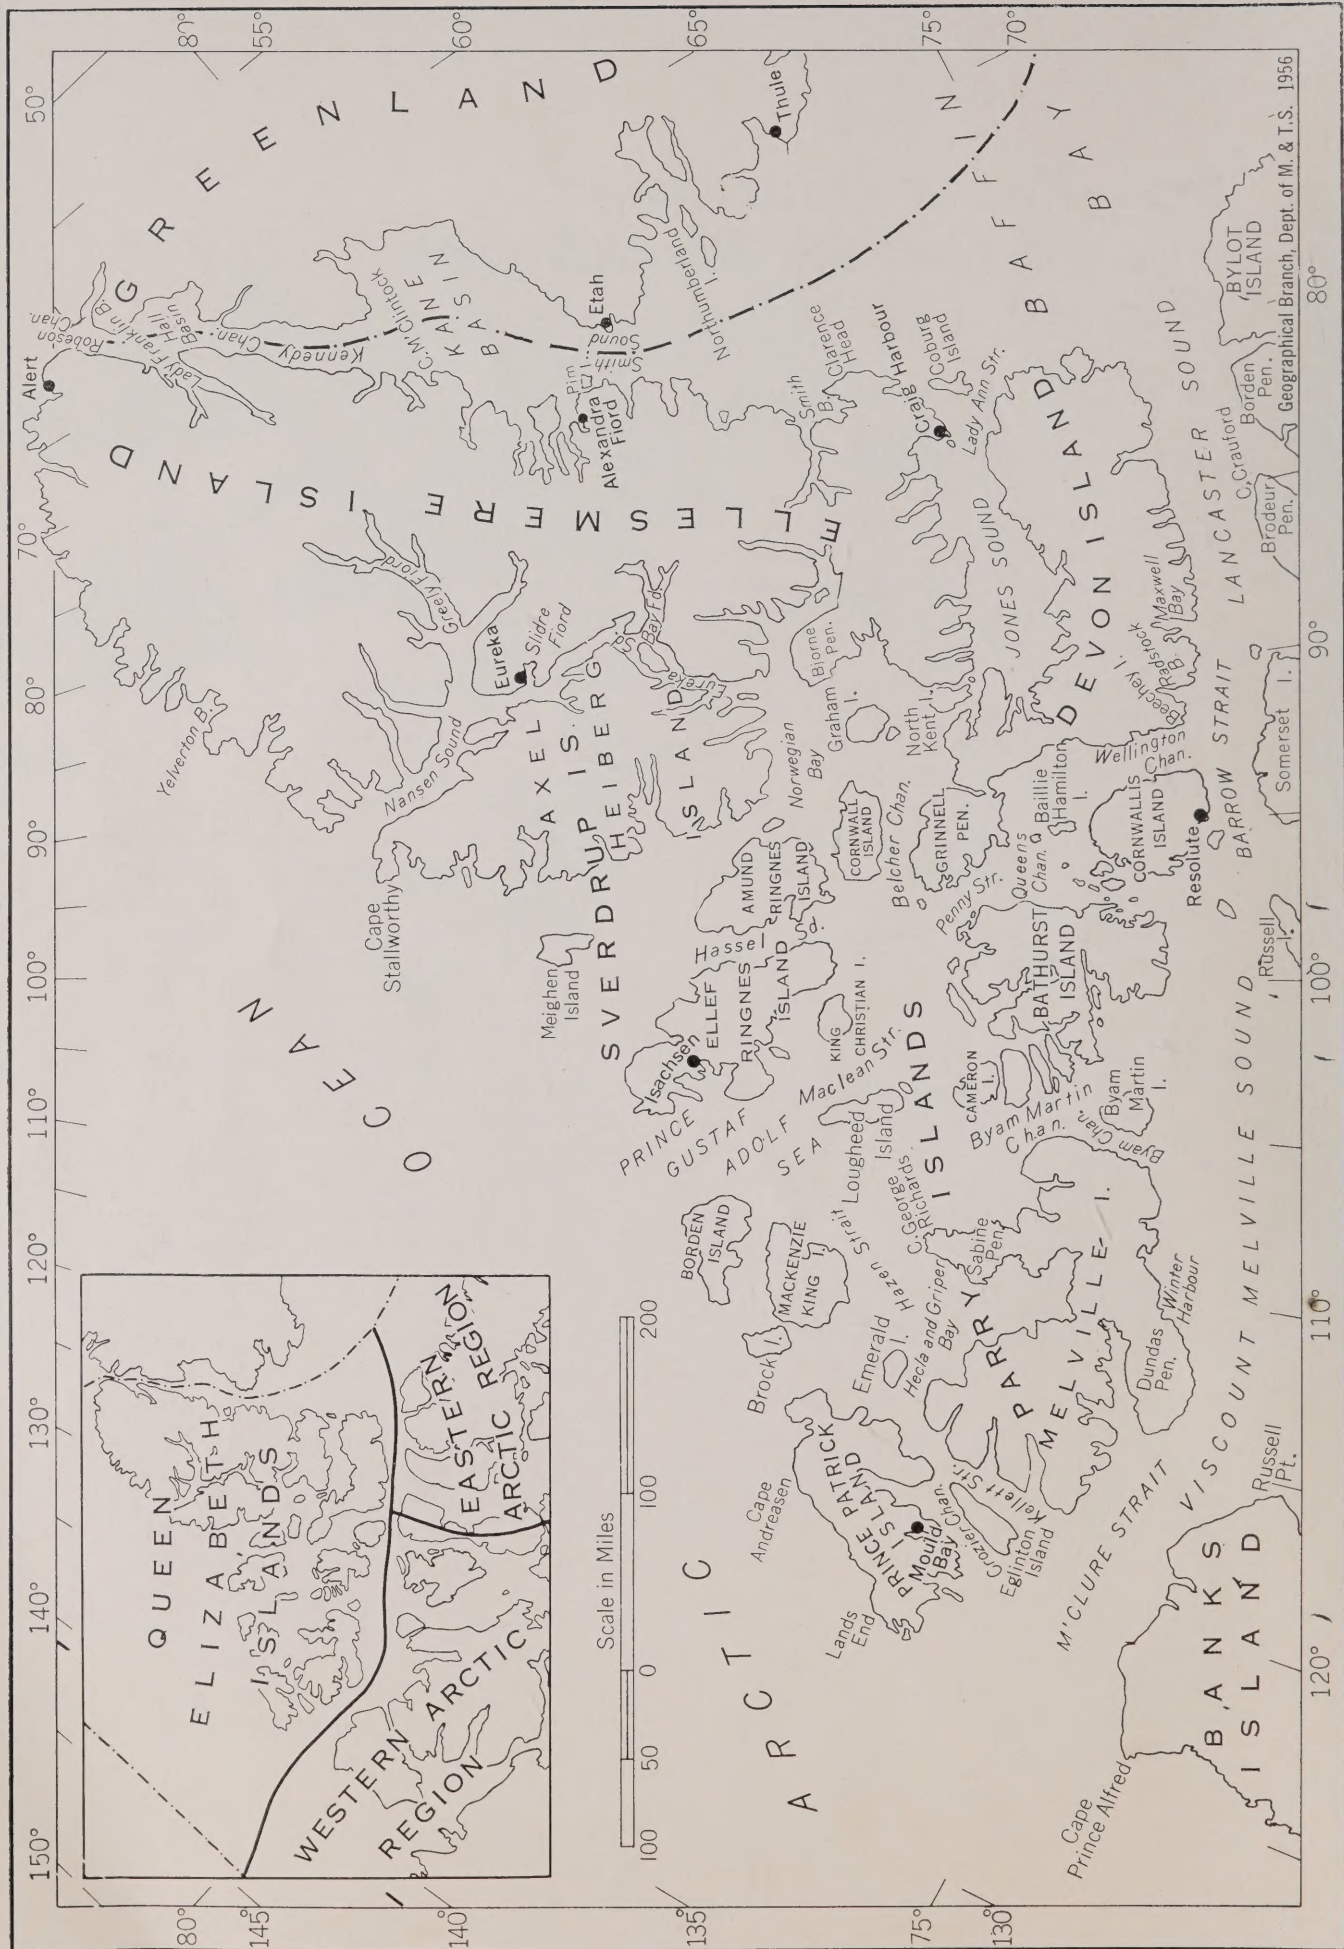 150°
140°
130°
120°
110°
100°
90°
80°
70°
50°
80°
145°
140°
135°
75°
130°
80°
55°
60°
65°
75°
70°
120°
110°
100°
90°
80°
QUEEN
ELIZABETH
ISLANDS
WESTERN ARCTIC
REGION
EASTERN
ARCTIC REGION
Scale in Miles
100 50 0 100 200
ARCTIC OCEAN
GREENLAND
Alert
Robeson
Chan.
Lady Franklin B.
Hall
Basin
Kennedy Chan.
C. M'Clintock
KANE
BASIN
Etah
Smith
Sound
Pim
I.
Alexandra
Fiord
Northumberland
I.
Thule
BAFFIN
BAY
ELLESMERE ISLAND
Yelverton B.
Nansen Sound
Greely Fiord
Eureka
Slidre
Fiord
Cape
Stallworthy
AXEL
HEIBERG
ISLAND
SVERDRUP IS.
Eureka Sd.
Bay Fd.
Meighen
Island
Smith
B.
Clarence
Head
Craig Harbour
Coburg
Island
Lady Ann Str.
JONES SOUND
DEVON ISLAND
Bjorne
Pen.
Graham
I.
Norwegian
Bay
North
Kent I.
CORNWALL
ISLAND
Belcher Chan.
GRINNELL
PEN.
AMUND
RINGNES
ISLAND
Hassel
Sd.
ELLEF
RINGNES
ISLAND
Isachsen
KING
CHRISTIAN I.
Maclean Str.
PRINCE
GUSTAF
ADOLF
SEA
Lougheed
Island
BORDEN
ISLAND
MACKENZIE
KING I.
Brock I.
Emerald
I.
Hazen Strait
C. George
Richards
Hecla and Griper
Bay
Sabine
Pen.
PARRY ISLANDS
MELVILLE I.
Dundas
Pen.
Winter
Harbour
CAMERON
I.
Byam Martin
Chan.
Byam
Martin
I.
Byam Chan.
BATHURST
ISLAND
Penny Str.
Queens
Chan.
Baillie
Hamilton
I.
CORNWALLIS
ISLAND
Resolute
Wellington
Chan.
Beechey I.
Radstock
B.
Maxwell
Bay
LANCASTER SOUND
BARROW STRAIT
Somerset I.
Russell
I.
C. Crauford
Brodeur
Pen.
Borden
Pen.
BYLOT
ISLAND
Cape
Andreasen
PRINCE PATRICK
ISLAND
Mould
Bay
Lands
End
Crozier Chan.
Kellett Str.
Eglinton
Island
M'CLURE STRAIT
VISCOUNT MELVILLE SOUND
Russell
Pt.
BANKS
ISLAND
Cape
Prince Alfred
Geographical Branch, Dept. of M. & T.S. 1956